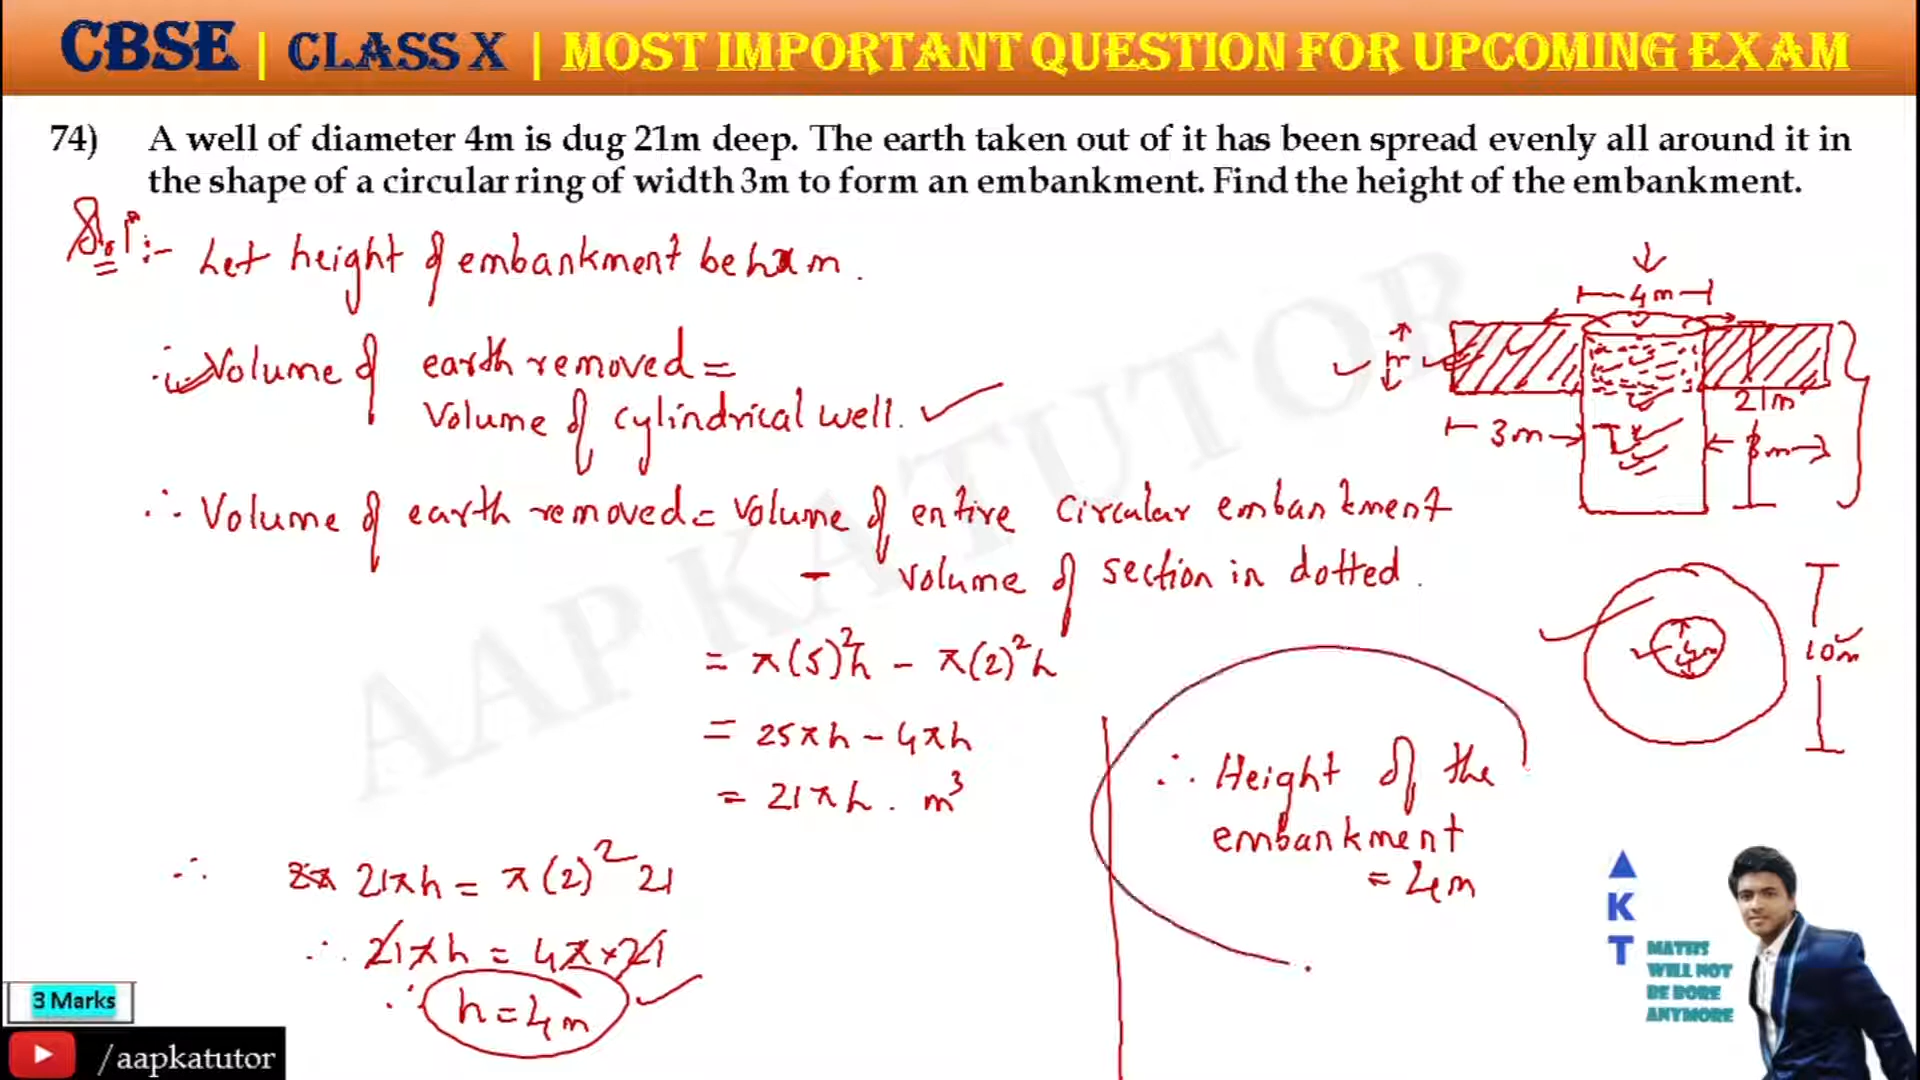 CBSE | CLASS X | MOST IMPORTANT QUESTION FOR UPCOMING EXAM
74) A well of diameter 4m is dug 21m deep. The earth taken out of it has been spread evenly all around it in
the shape of a circular ring of width 3m to form an embankment. Find the height of the embankment.
Sol:- Let height of embankment be h m.
∴ Volume of earth removed =
Volume of cylindrical well.
∴ Volume of earth removed = Volume of entire circular embankment
- Volume of section in dotted.
= π(5)²h - π(2)²h
= 25πh - 4πh
= 21πh. m³
∴ 21πh = π(2)² 21
∴ 21πh = 4π×21
∴ h = 4m
∴ Height of the
embankment
= 4m
4m
h
21m
3m
3m
10m
4m
AAPKATUTOR
3 Marks
/aapkatutor
AKT
MATHS
WILL NOT
BE BORE
ANYMORE